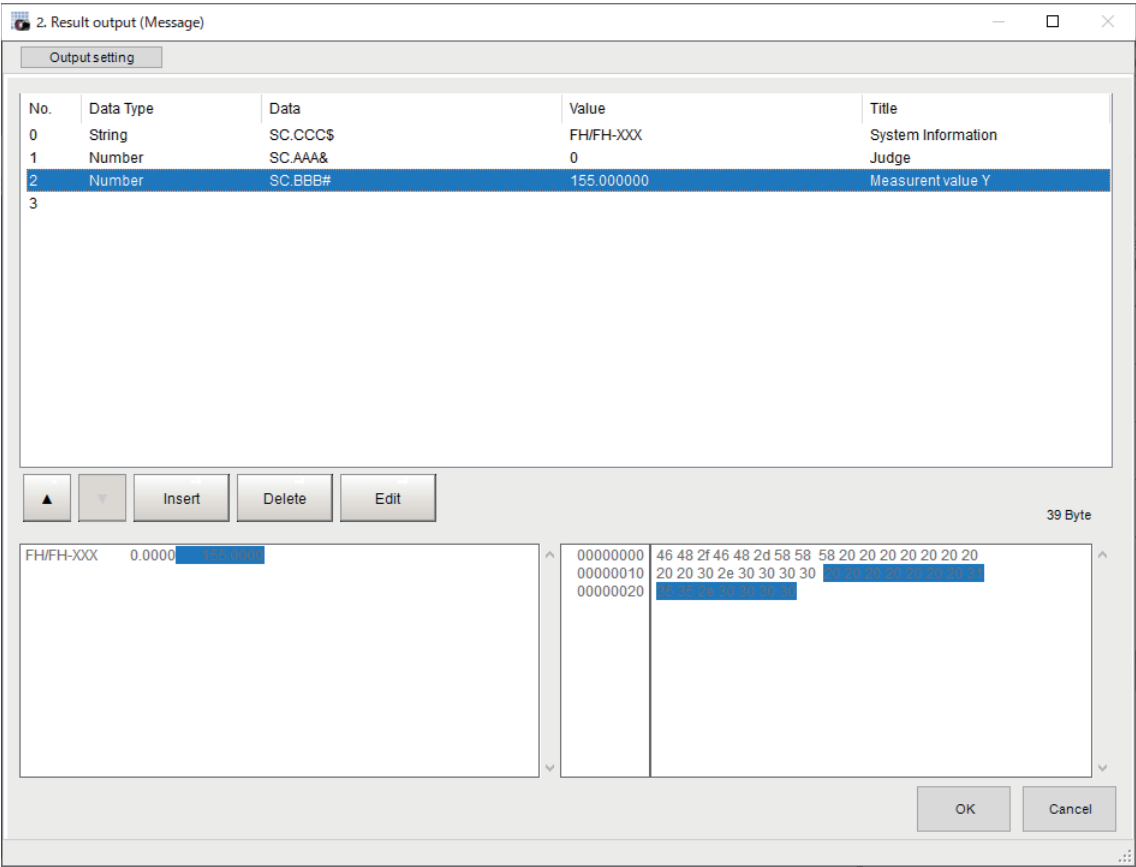 2. Result output (Message)
Output setting
No. Data Type Data Value Title
0 String SC.CCC$ FH/FH-XXX System Information
1 Number SC.AAA& 0 Judge
2 Number SC.BBB# 155.000000 Measurent value Y
3
▲ ▼ Insert Delete Edit
39 Byte
FH/FH-XXX 0.0000 155.0000
00000000 46 48 2f 46 48 2d 58 58 58 20 20 20 20 20 20 20
00000010 20 20 30 2e 30 30 30 30 20 20 20 20 20 20 20 31
00000020 35 35 2e 30 30 30 30
OK Cancel